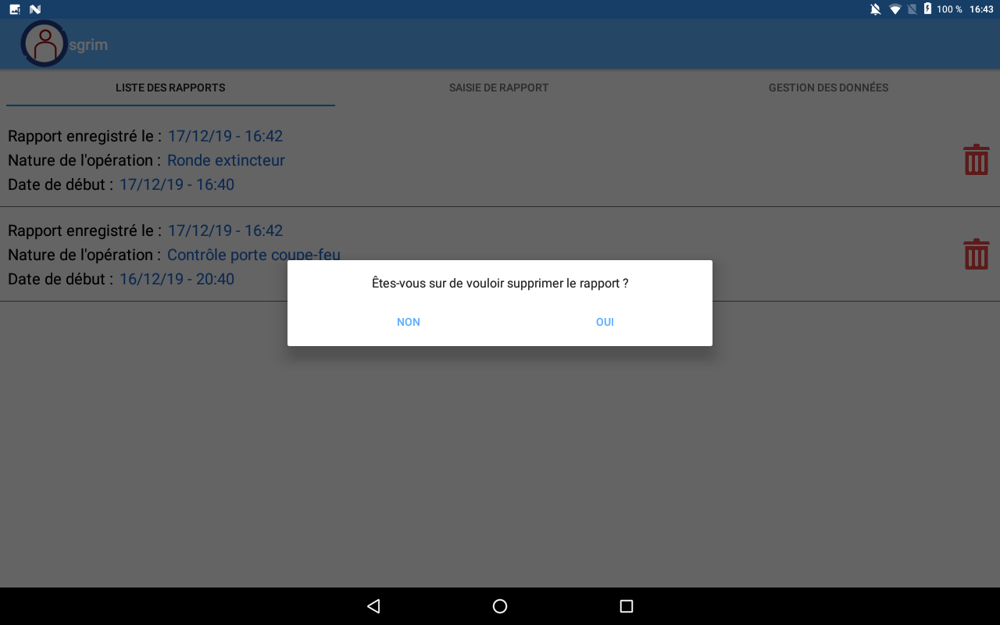 100 % 16:43
sgrim
LISTE DES RAPPORTS SAISIE DE RAPPORT GESTION DES DONNÉES
Rapport enregistré le : 17/12/19 - 16:42
Nature de l'opération : Ronde extincteur
Date de début : 17/12/19 - 16:40
Rapport enregistré le : 17/12/19 - 16:42
Nature de l'opération : Contrôle porte coupe-feu
Date de début : 16/12/19 - 20:40
Êtes-vous sur de vouloir supprimer le rapport ?
NON OUI